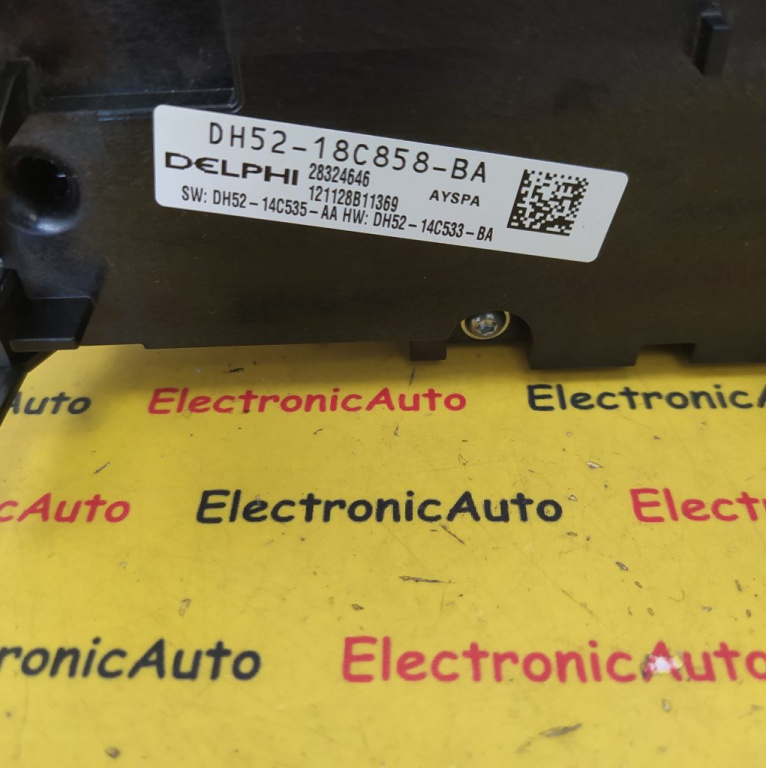 DH52-18C858-BA
DELPHI 28324646
121128B11369 AYSPA
SW: DH52-14C535-AA HW: DH52-14C533-BA
Auto ElectronicAuto ElectronicA
cAuto ElectronicAuto Elect
ronicAuto ElectronicAuto